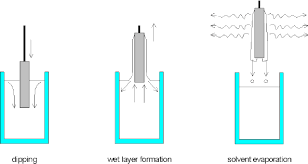 dipping
wet layer formation
solvent evaporation